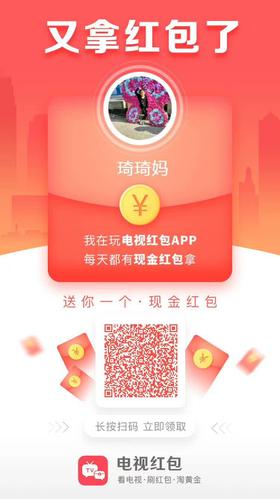 又拿红包了
琦琦妈
¥
我在玩电视红包APP
每天都有现金红包拿
送你一个·现金红包
长按扫码 立即领取
TV
电视红包
看电视·刷红包·淘黄金